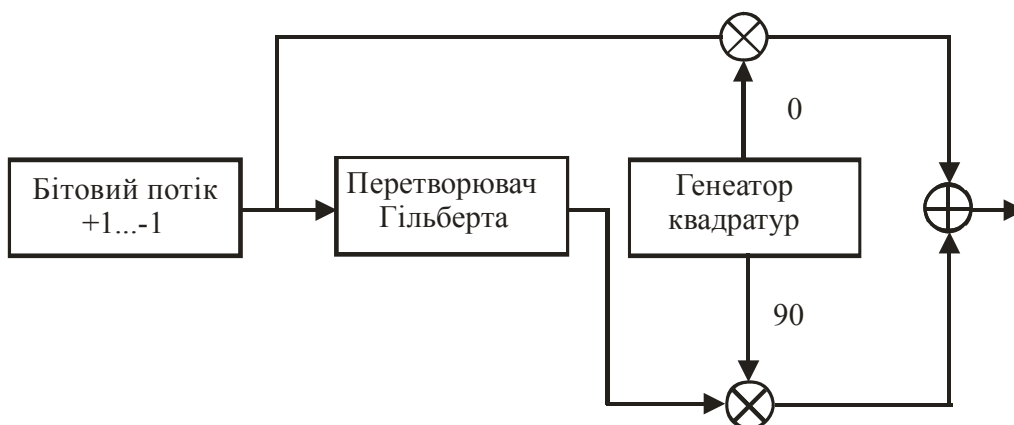 0
Бітовий потік
+1...-1
Перетворювач
Гільберта
Генеатор
квадратур
90